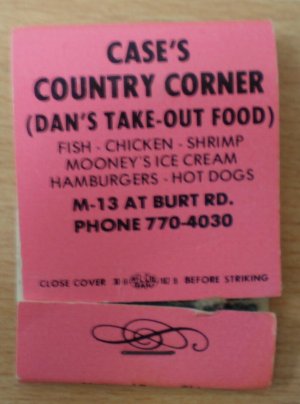 CASE'S
COUNTRY CORNER
(DAN'S TAKE-OUT FOOD)
FISH - CHICKEN - SHRIMP
MOONEY'S ICE CREAM
HAMBURGERS - HOT DOGS
M-13 AT BURT RD.
PHONE 770-4030
CLOSE COVER BEFORE STRIKING